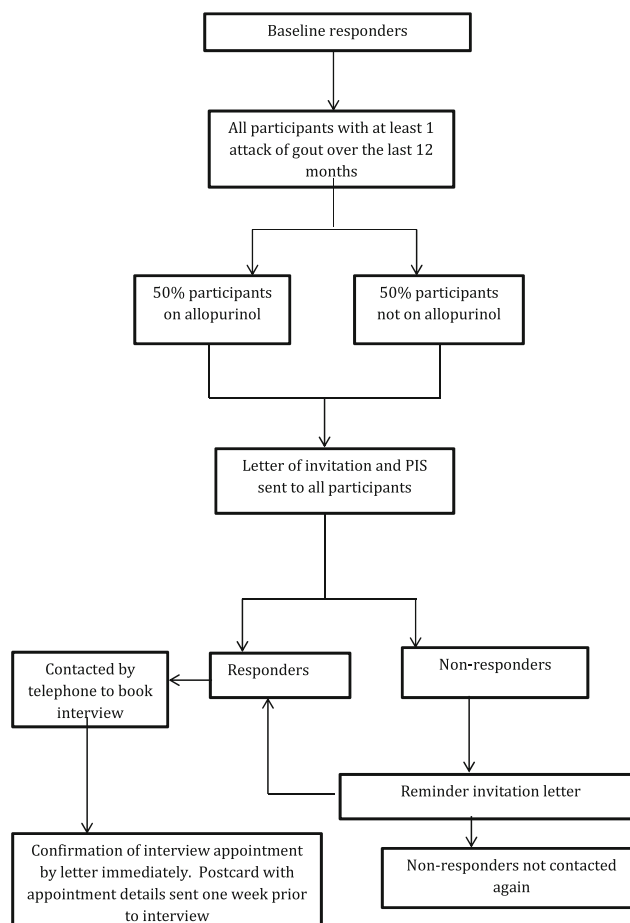 Baseline responders
All participants with at least 1
attack of gout over the last 12
months
50% participants
on allopurinol
50% participants
not on allopurinol
Letter of invitation and PIS
sent to all participants
Contacted by
telephone to book
interview
Responders
Non-responders
Reminder invitation letter
Confirmation of interview appointment
by letter immediately. Postcard with
appointment details sent one week prior
to interview
Non-responders not contacted
again